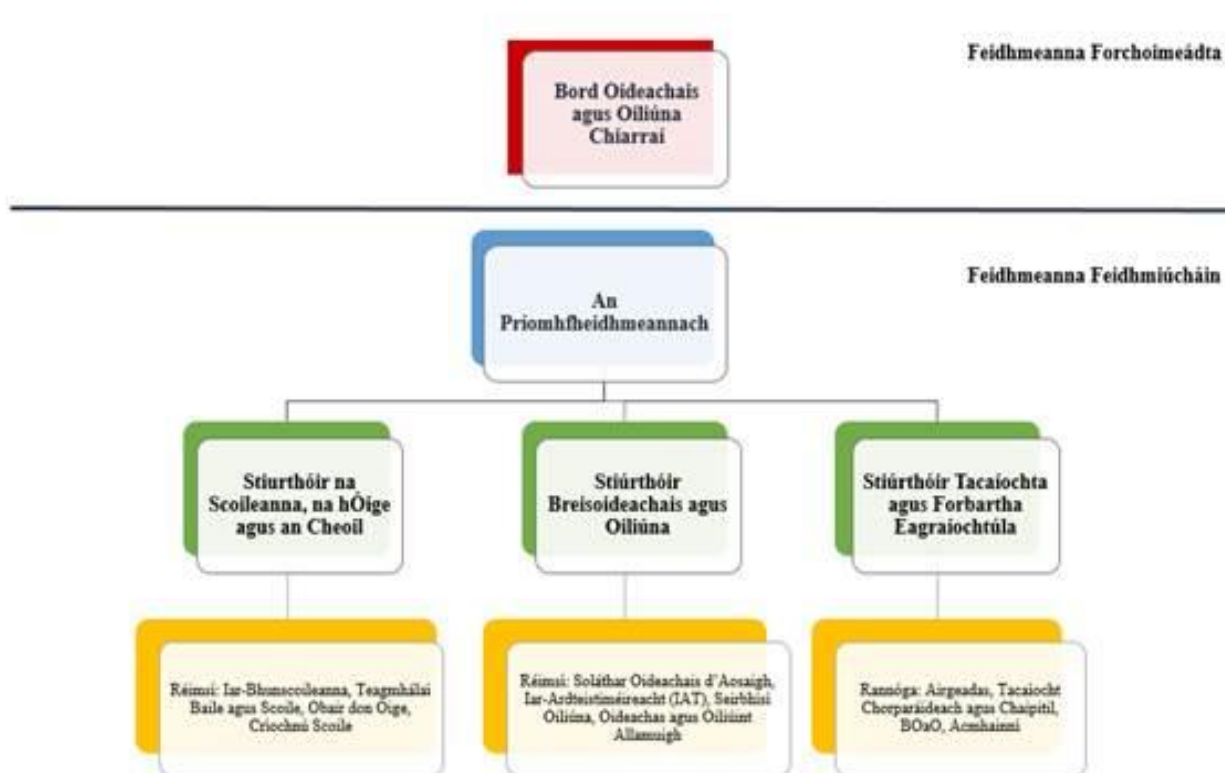 Feidhmeanna Forchoimeádta
Bord Oideachais
agus Oiliúna
Chiarraí
Feidhmeanna Feidhmiúcháin
An
Príomhfheidhmeannach
Stiurthóir na
Scoileanna, na hÓige
agus an Cheoil
Stiúrthóir
Breisoideachais agus
Oiliúna
Stiúrthóir Tacaíochta
agus Forbartha
Eagraíochtúla
Réimsí: Iar-Bhunscoileanna, Teagmhálaí
Baile agus Scoile, Obair don Óige,
Críochnú Scoile
Réimsí: Soláthar Oideachais d'Aosaigh,
Iar-Ardteistiméireacht (IAT), Seirbhísí
Oiliúna, Oideachas agus Oiliúint
Allamuigh
Rannóga: Airgeadas, Tacaíocht
Chorparáideach agus Chaipitil,
BOaO, Acmhainní